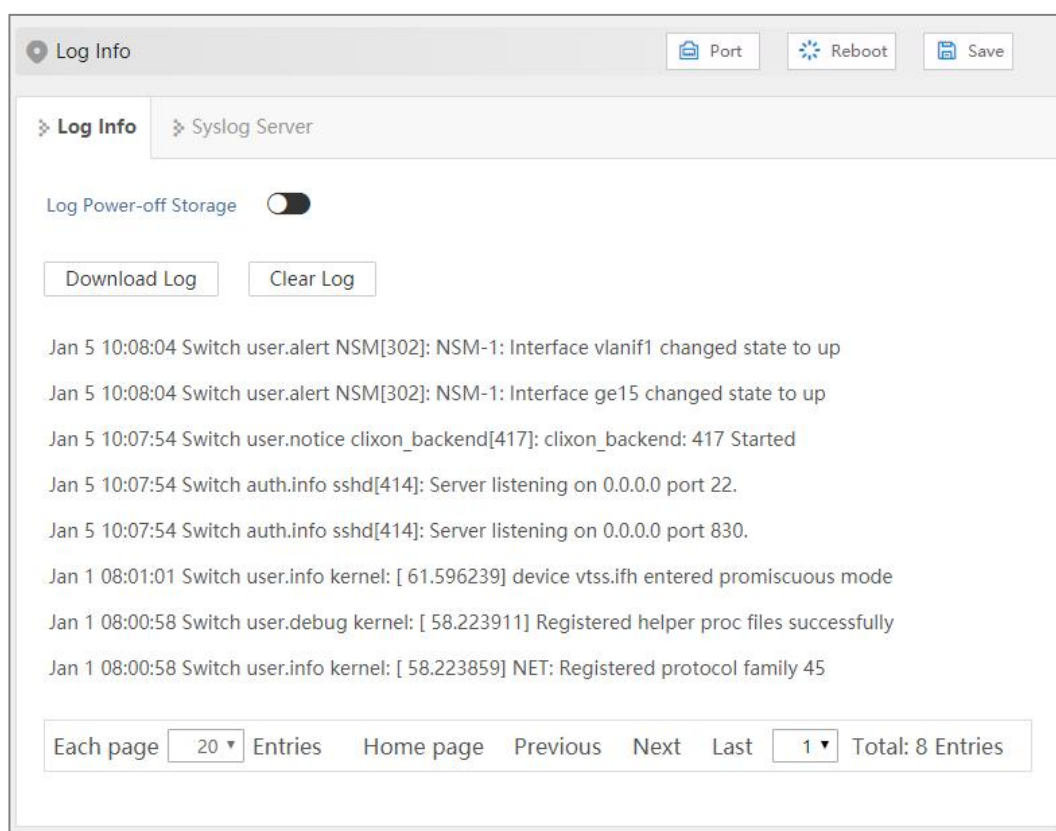 Log Info Port Reboot Save
Log Info Syslog Server
Log Power-off Storage
Download Log Clear Log
Jan 5 10:08:04 Switch user.alert NSM[302]: NSM-1: Interface vlanif1 changed state to up
Jan 5 10:08:04 Switch user.alert NSM[302]: NSM-1: Interface ge15 changed state to up
Jan 5 10:07:54 Switch user.notice clixon_backend[417]: clixon_backend: 417 Started
Jan 5 10:07:54 Switch auth.info sshd[414]: Server listening on 0.0.0.0 port 22.
Jan 5 10:07:54 Switch auth.info sshd[414]: Server listening on 0.0.0.0 port 830.
Jan 1 08:01:01 Switch user.info kernel: [ 61.596239] device vtss.ifh entered promiscuous mode
Jan 1 08:00:58 Switch user.debug kernel: [ 58.223911] Registered helper proc files successfully
Jan 1 08:00:58 Switch user.info kernel: [ 58.223859] NET: Registered protocol family 45
Each page 20 Entries Home page Previous Next Last 1 Total: 8 Entries